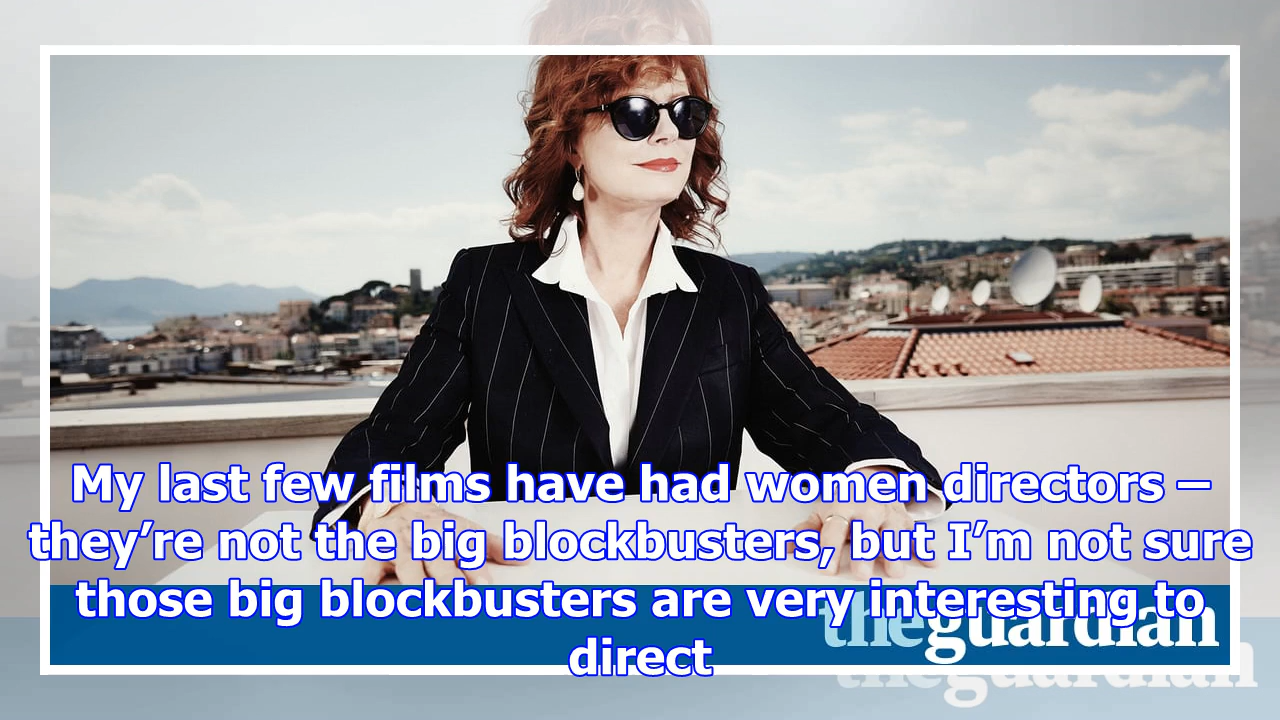 My last few films have had women directors –
they’re not the big blockbusters, but I’m not sure
those big blockbusters are very interesting to
direct
theguardian
theguardian